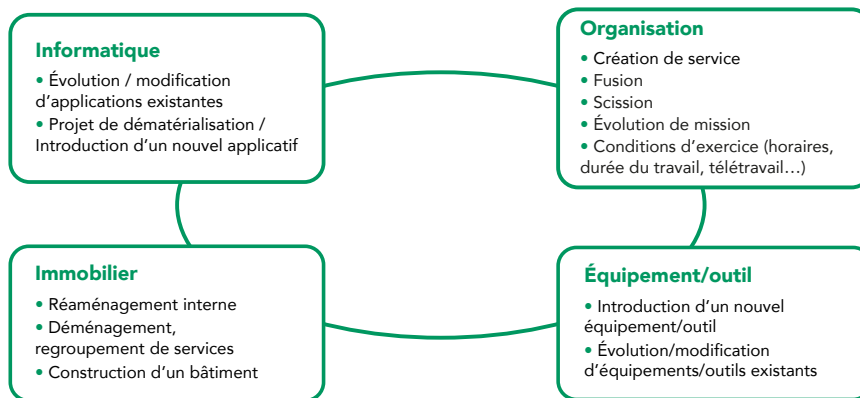 Informatique
• Évolution / modification
d’applications existantes
• Projet de dématérialisation /
Introduction d’un nouvel applicatif
Organisation
• Création de service
• Fusion
• Scission
• Évolution de mission
• Conditions d’exercice (horaires,
durée du travail, télétravail…)
Immobilier
• Réaménagement interne
• Déménagement,
regroupement de services
• Construction d’un bâtiment
Équipement/outil
• Introduction d’un nouvel
équipement/outil
• Évolution/modification
d’équipements/outils existants